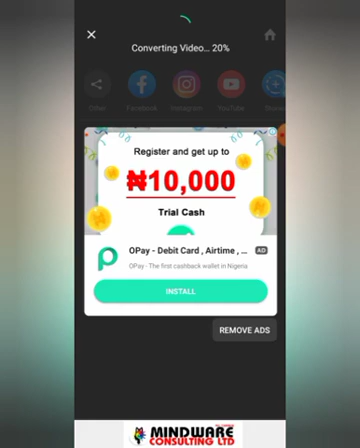 Converting Video... 20%
Other
Facebook
Instagram
YouTube
Register and get up to
₦10,000
Trial Cash
OPay - Debit Card , Airtime , ...
AD
OPay - The first cashback wallet in Nigeria
INSTALL
REMOVE ADS
MINDWARE
CONSULTING LTD